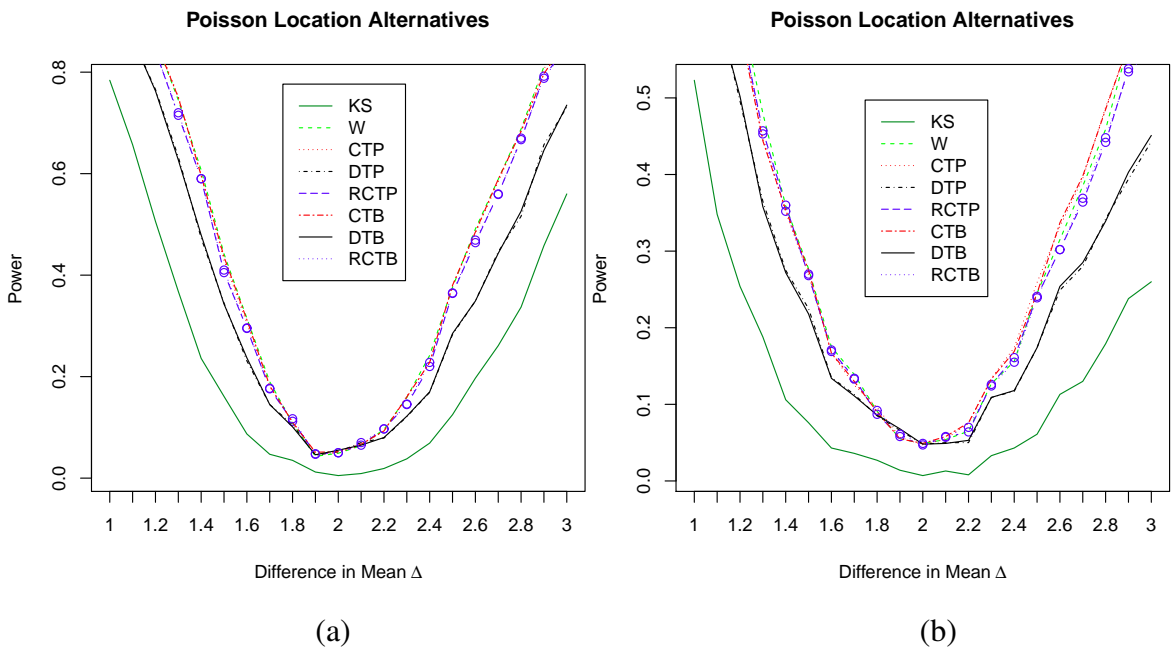 Poisson Location Alternatives
Power
0.0
0.2
0.4
0.6
0.8
KS
W
CTP
DTP
RCTP
CTB
DTB
RCTB
1 1.2 1.4 1.6 1.8 2 2.2 2.4 2.6 2.8 3
Difference in Mean Δ
(a)
Poisson Location Alternatives
Power
0.0
0.1
0.2
0.3
0.4
0.5
KS
W
CTP
DTP
RCTP
CTB
DTB
RCTB
1 1.2 1.4 1.6 1.8 2 2.2 2.4 2.6 2.8 3
Difference in Mean Δ
(b)